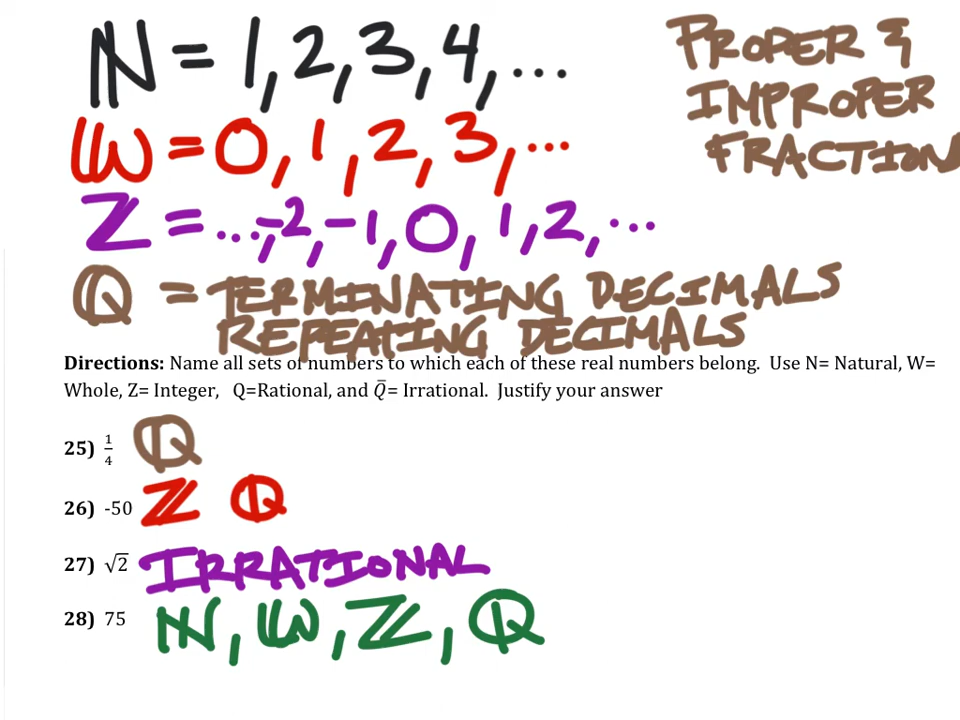 ℕ = 1, 2, 3, 4, ...
PROPER &
IMPROPER
FRACTION
𝕎 = 0, 1, 2, 3, ...
ℤ = ..., -2, -1, 0, 1, 2, ...
ℚ = TERMINATING DECIMALS
REPEATING DECIMALS
Directions: Name all sets of numbers to which each of these real numbers belong. Use N= Natural, W=
Whole, Z= Integer, Q=Rational, and Q̅= Irrational. Justify your answer
25) 1/4 ℚ
26) -50 ℤ ℚ
27) √2 IRRATIONAL
28) 75 ℕ, 𝕎, ℤ, ℚ